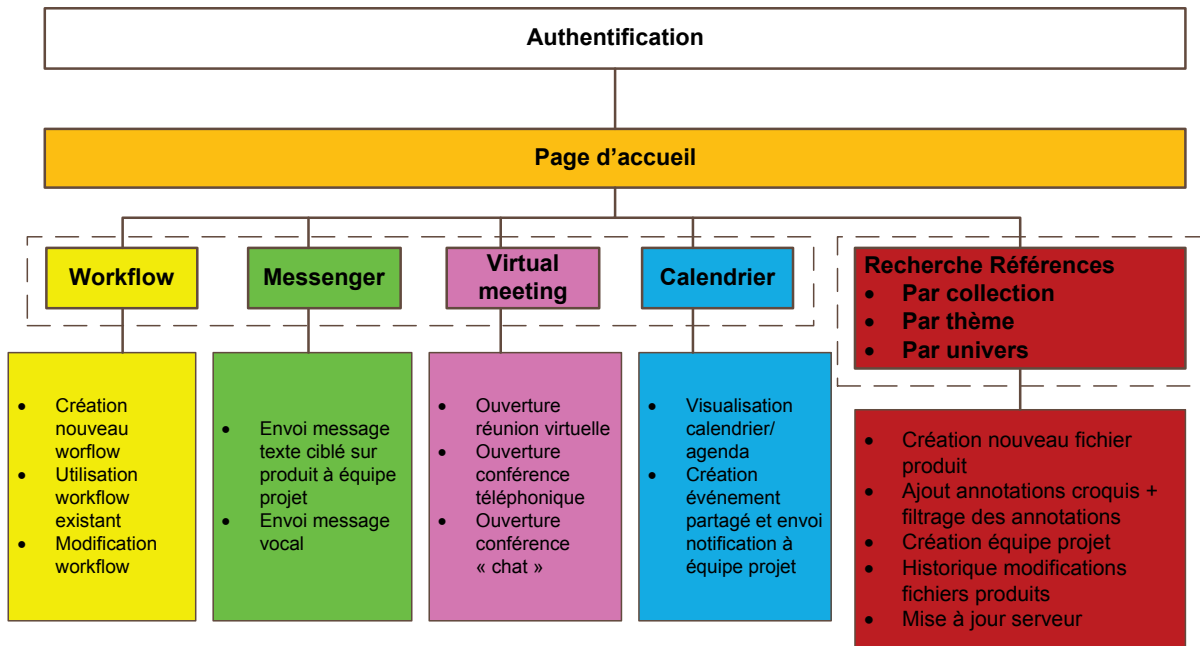 Authentification
Page d’accueil
Workflow
Messenger
Virtual
meeting
Calendrier
Recherche Références
• Par collection
• Par thème
• Par univers
• Création
nouveau
worflow
• Utilisation
workflow
existant
• Modification
workflow
• Envoi message
texte ciblé sur
produit à équipe
projet
• Envoi message
vocal
• Ouverture
réunion virtuelle
• Ouverture
conférence
téléphonique
• Ouverture
conférence
« chat »
• Visualisation
calendrier/
agenda
• Création
événement
partagé et envoi
notification à
équipe projet
• Création nouveau fichier
produit
• Ajout annotations croquis +
filtrage des annotations
• Création équipe projet
• Historique modifications
fichiers produits
• Mise à jour serveur